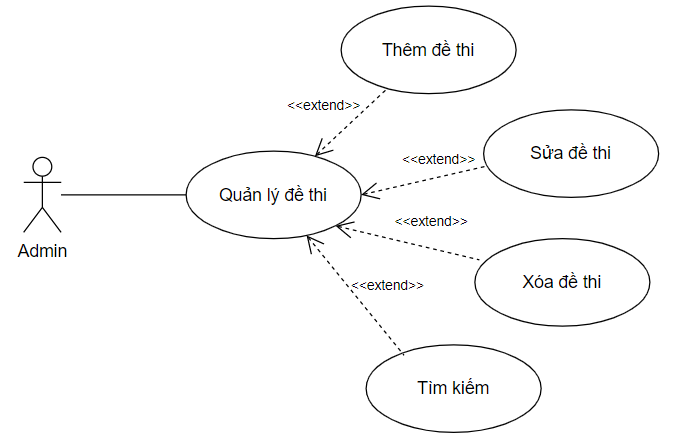 Thêm đề thi
<<extend>>
Sửa đề thi
<<extend>>
Quản lý đề thi
<<extend>>
Admin
Xóa đề thi
<<extend>>
Tìm kiếm